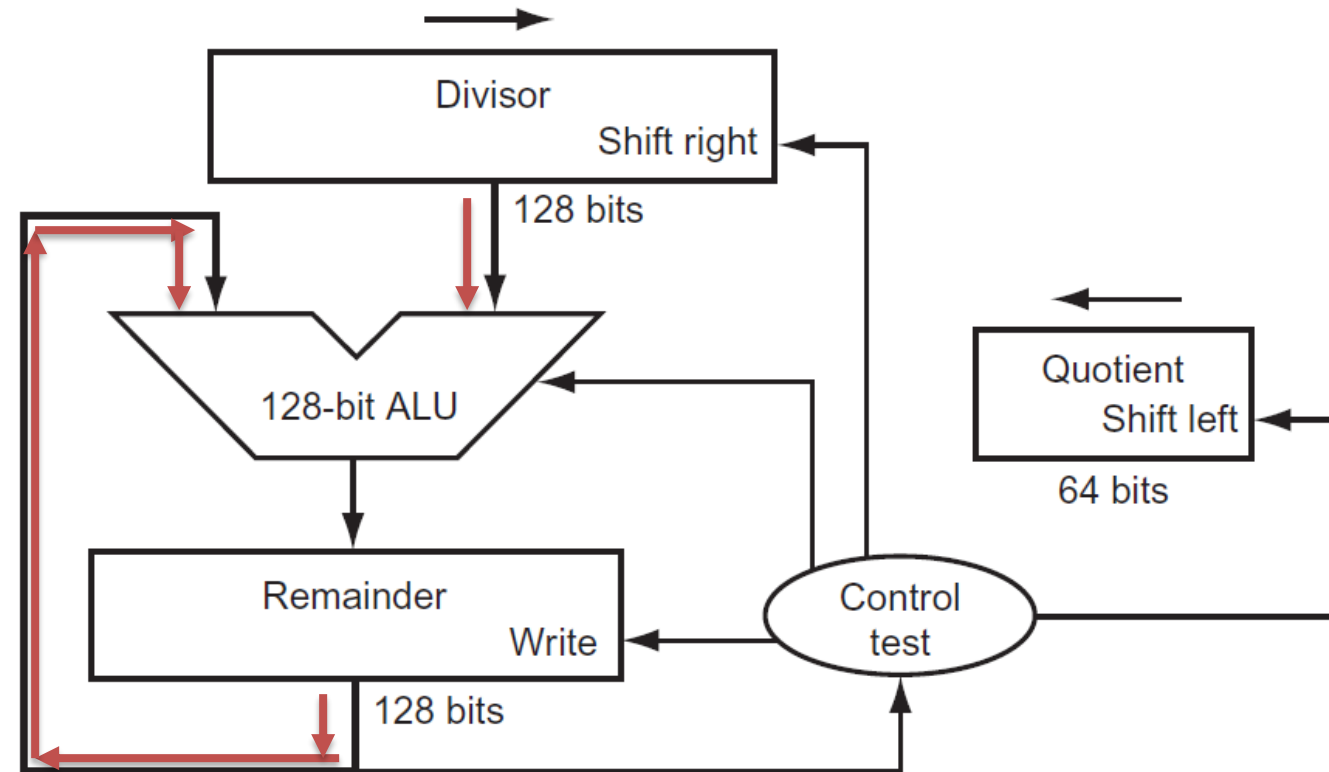 Divisor
Shift right
128 bits
128-bit ALU
Quotient
Shift left
64 bits
Remainder
Write
128 bits
Control
test